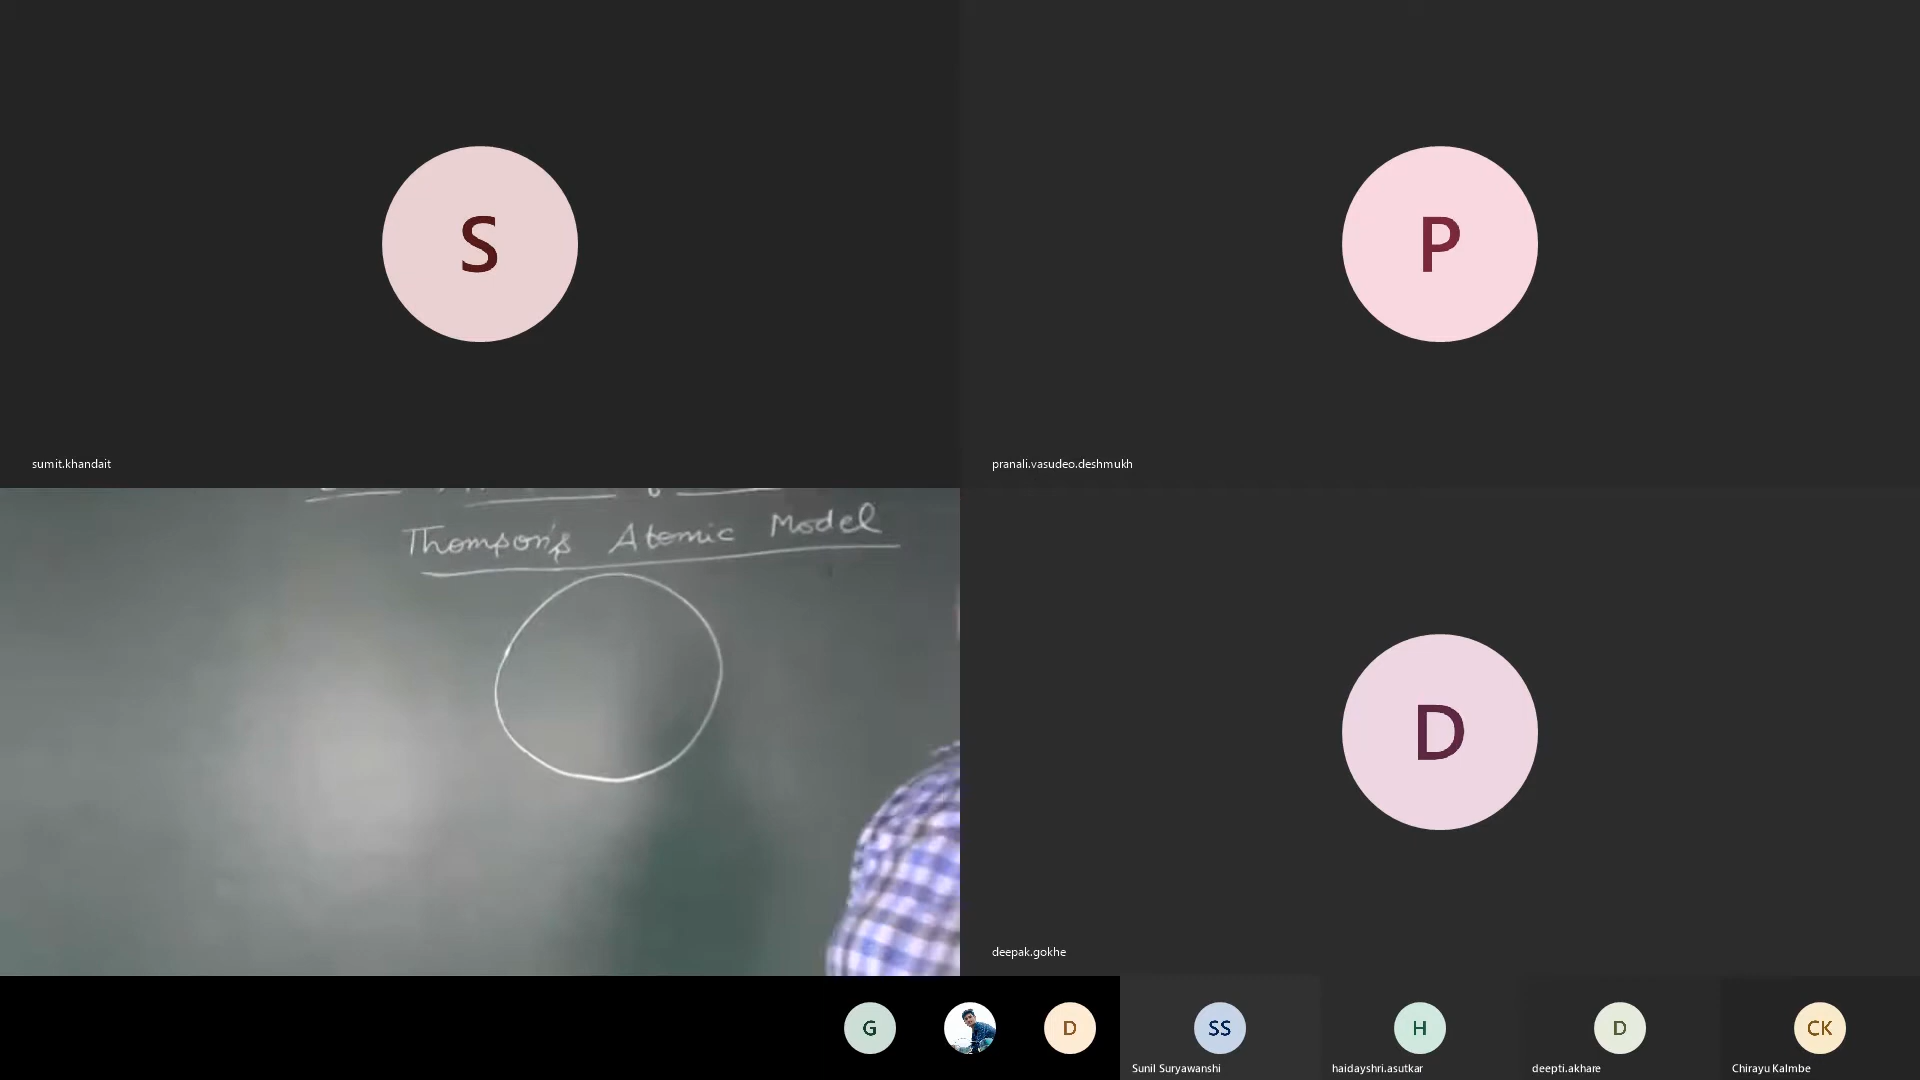 S
P
sumit.khandait
pranali.vasudeo.deshmukh
Thompson's Atomic Model
D
deepak.gokhe
G
D
SS
H
D
CK
Sunil Suryawanshi
haidayshri.asutkar
deepti.akhare
Chirayu Kalmbe